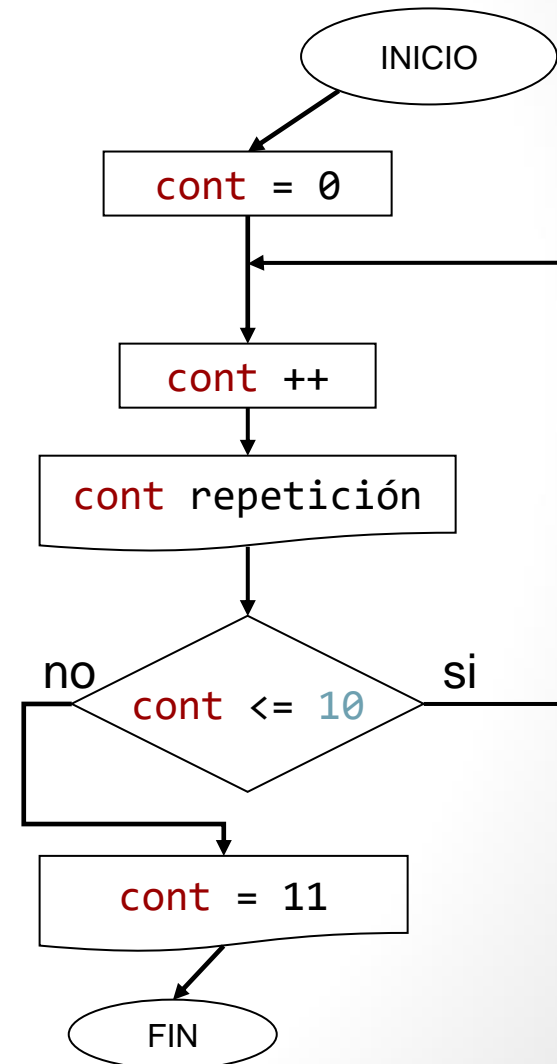 INICIO
cont = 0
cont ++
cont repetición
no
si
cont <= 10
cont = 11
FIN